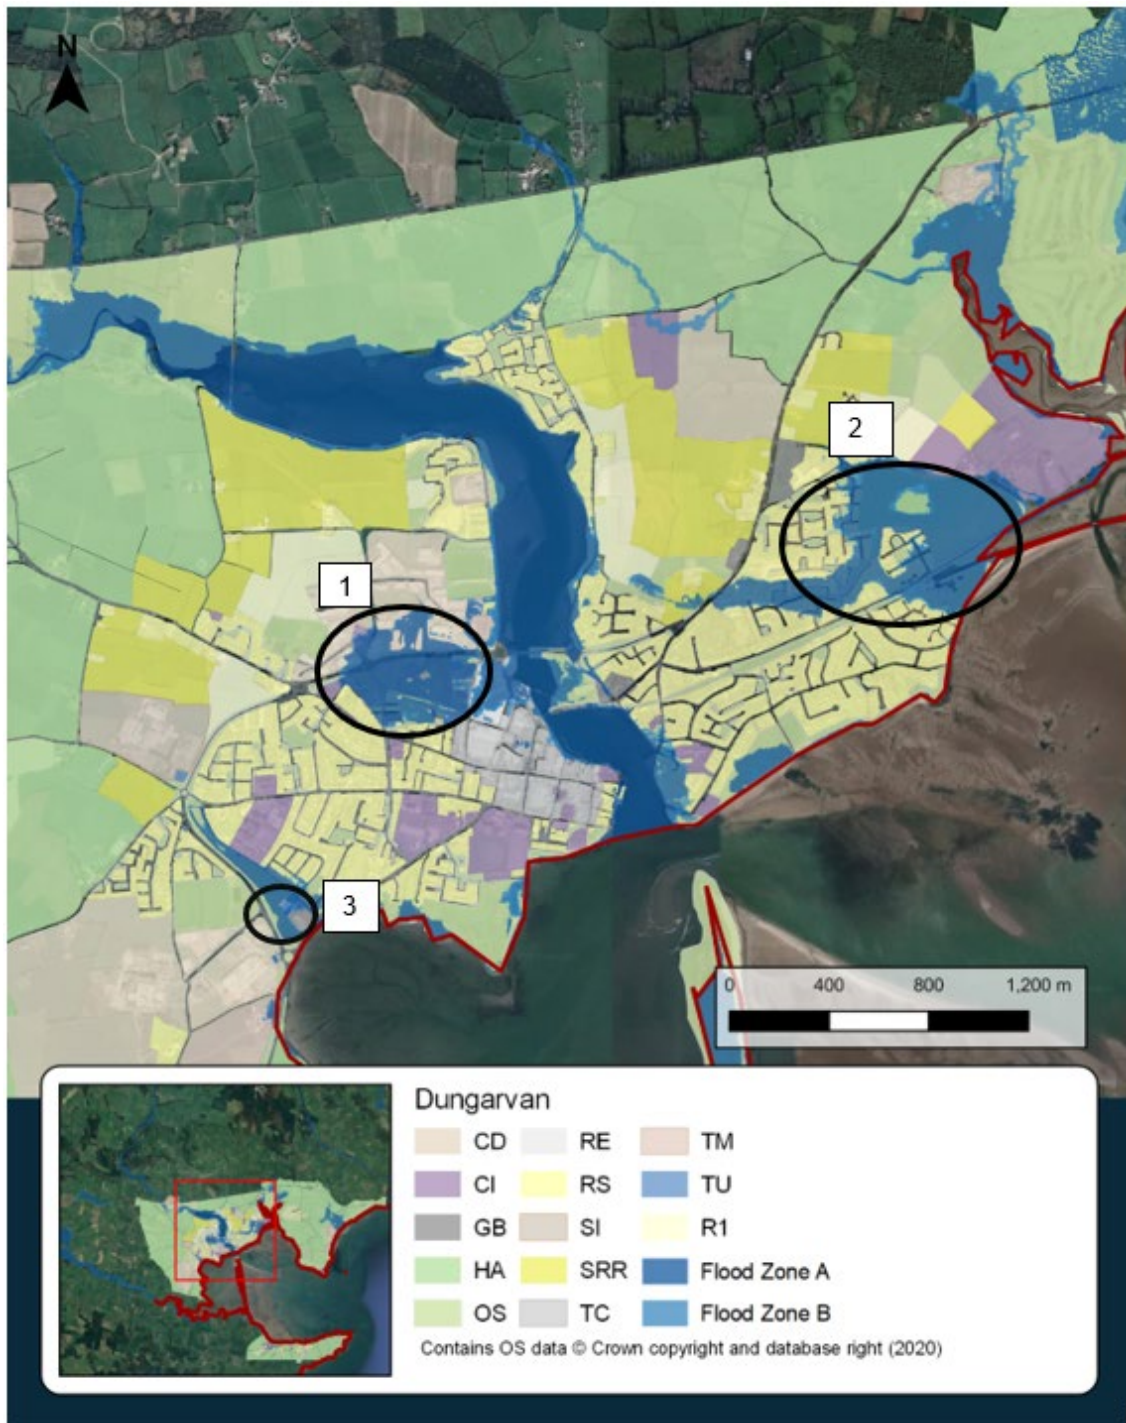 N
2
1
3
0 400 800 1,200 m
Dungarvan
CD RE TM
CI RS TU
GB SI R1
HA SRR Flood Zone A
OS TC Flood Zone B
Contains OS data © Crown copyright and database right (2020)